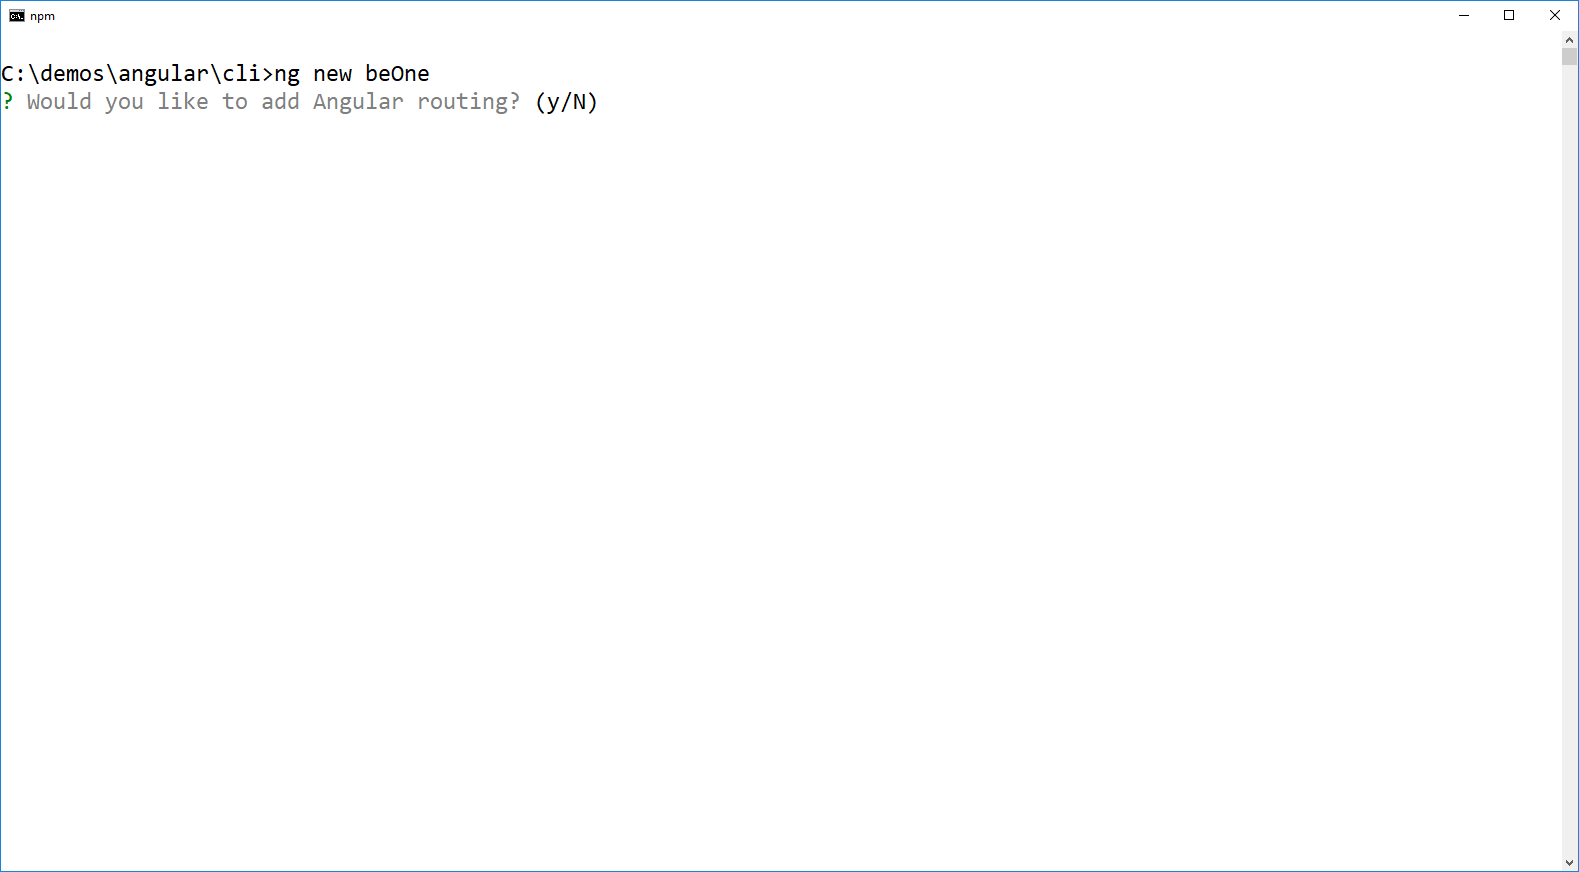 npm
C:\demos\angular\cli>ng new beOne
? Would you like to add Angular routing? (y/N)